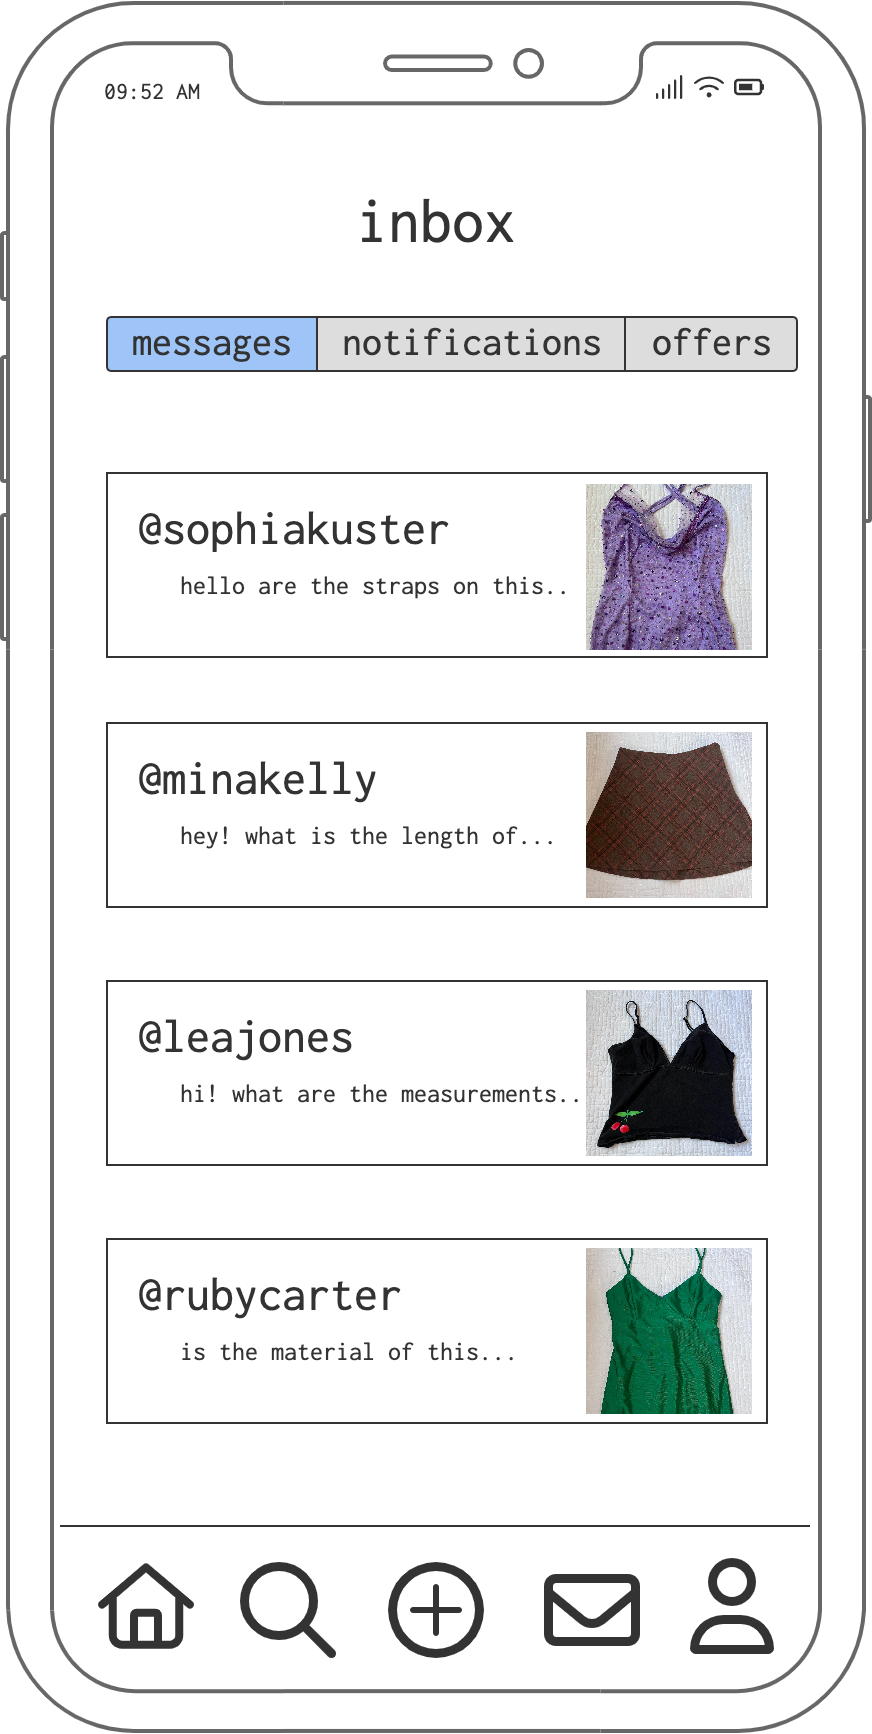 09:52 AM
inbox
messages notifications offers
@sophiakuster
hello are the straps on this..
@minakelly
hey! what is the length of...
@leajones
hi! what are the measurements..
@rubycarter
is the material of this...